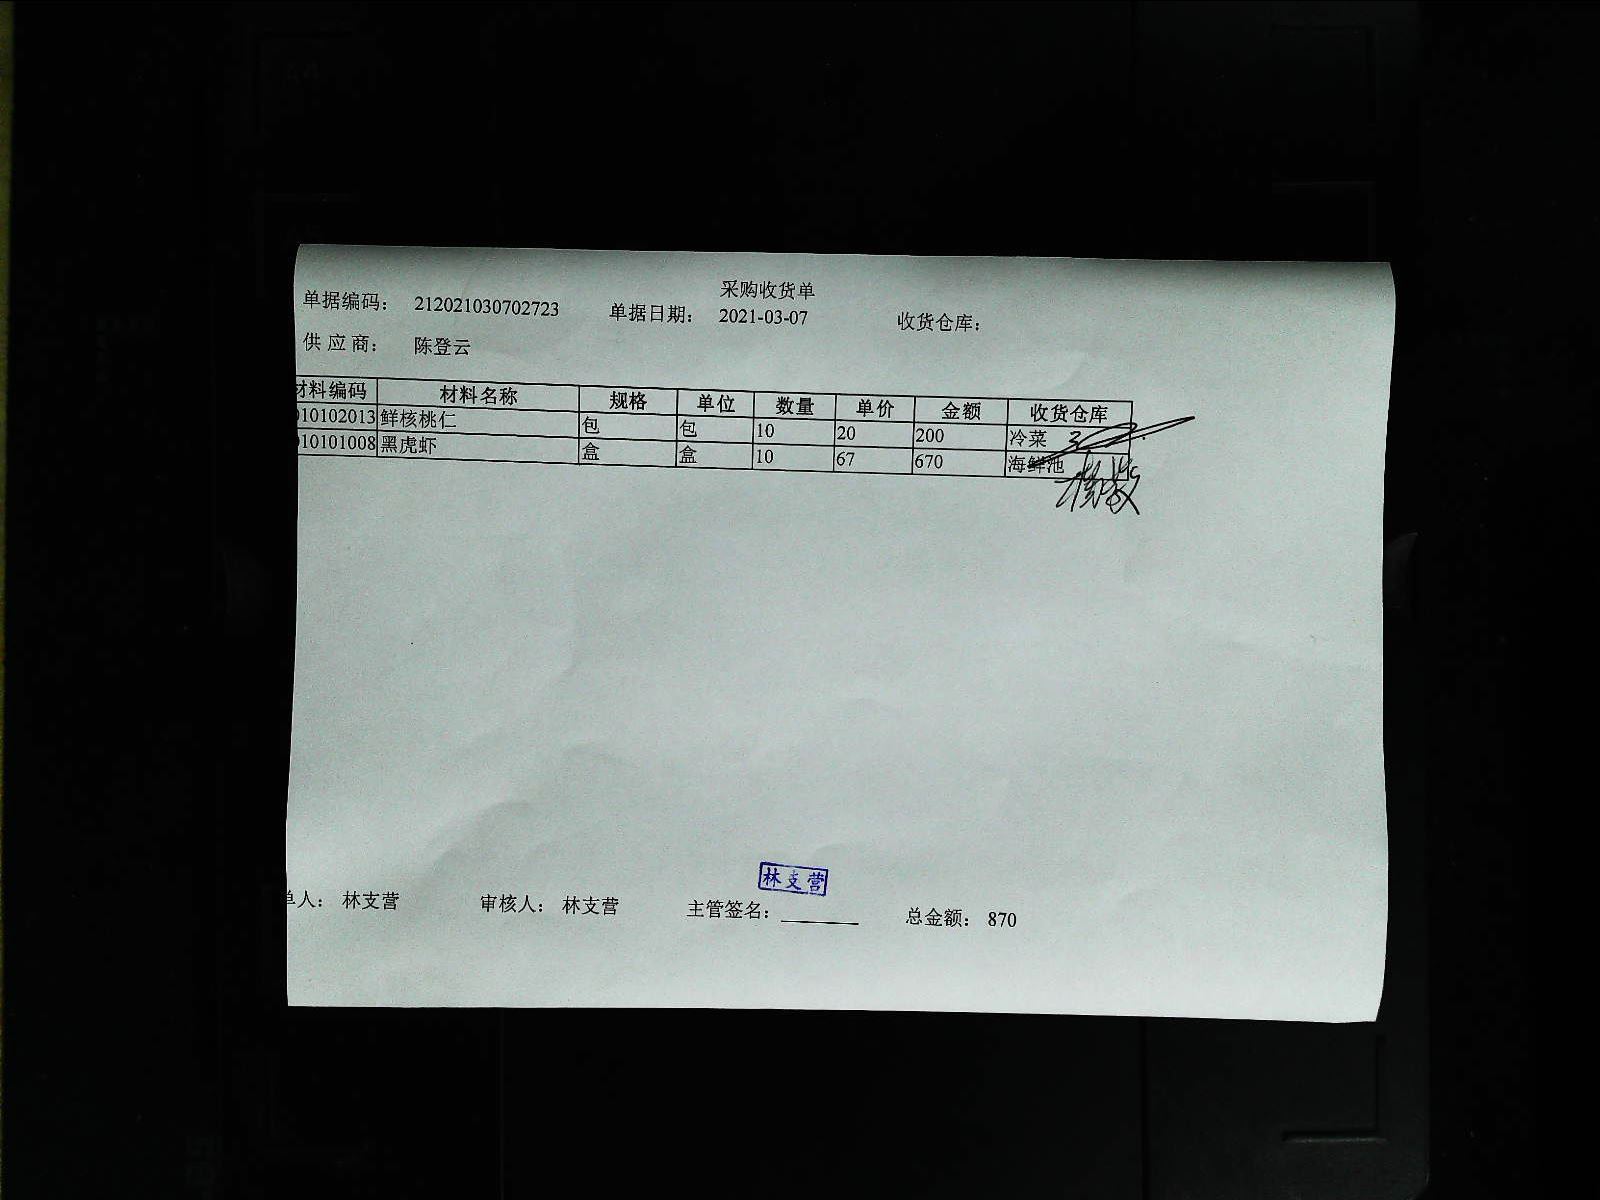 采购收货单
单据编码： 212021030702723 单据日期： 2021-03-07 收货仓库：
供应商： 陈登云
材料编码 材料名称 规格 单位 数量 单价 金额 收货仓库
010102013 鲜核桃仁 包 包 10 20 200 冷菜
010101008 黑虎虾 盒 盒 10 67 670 海鲜池
林支营
单人： 林支营 审核人： 林支营 主管签名： 总金额： 870